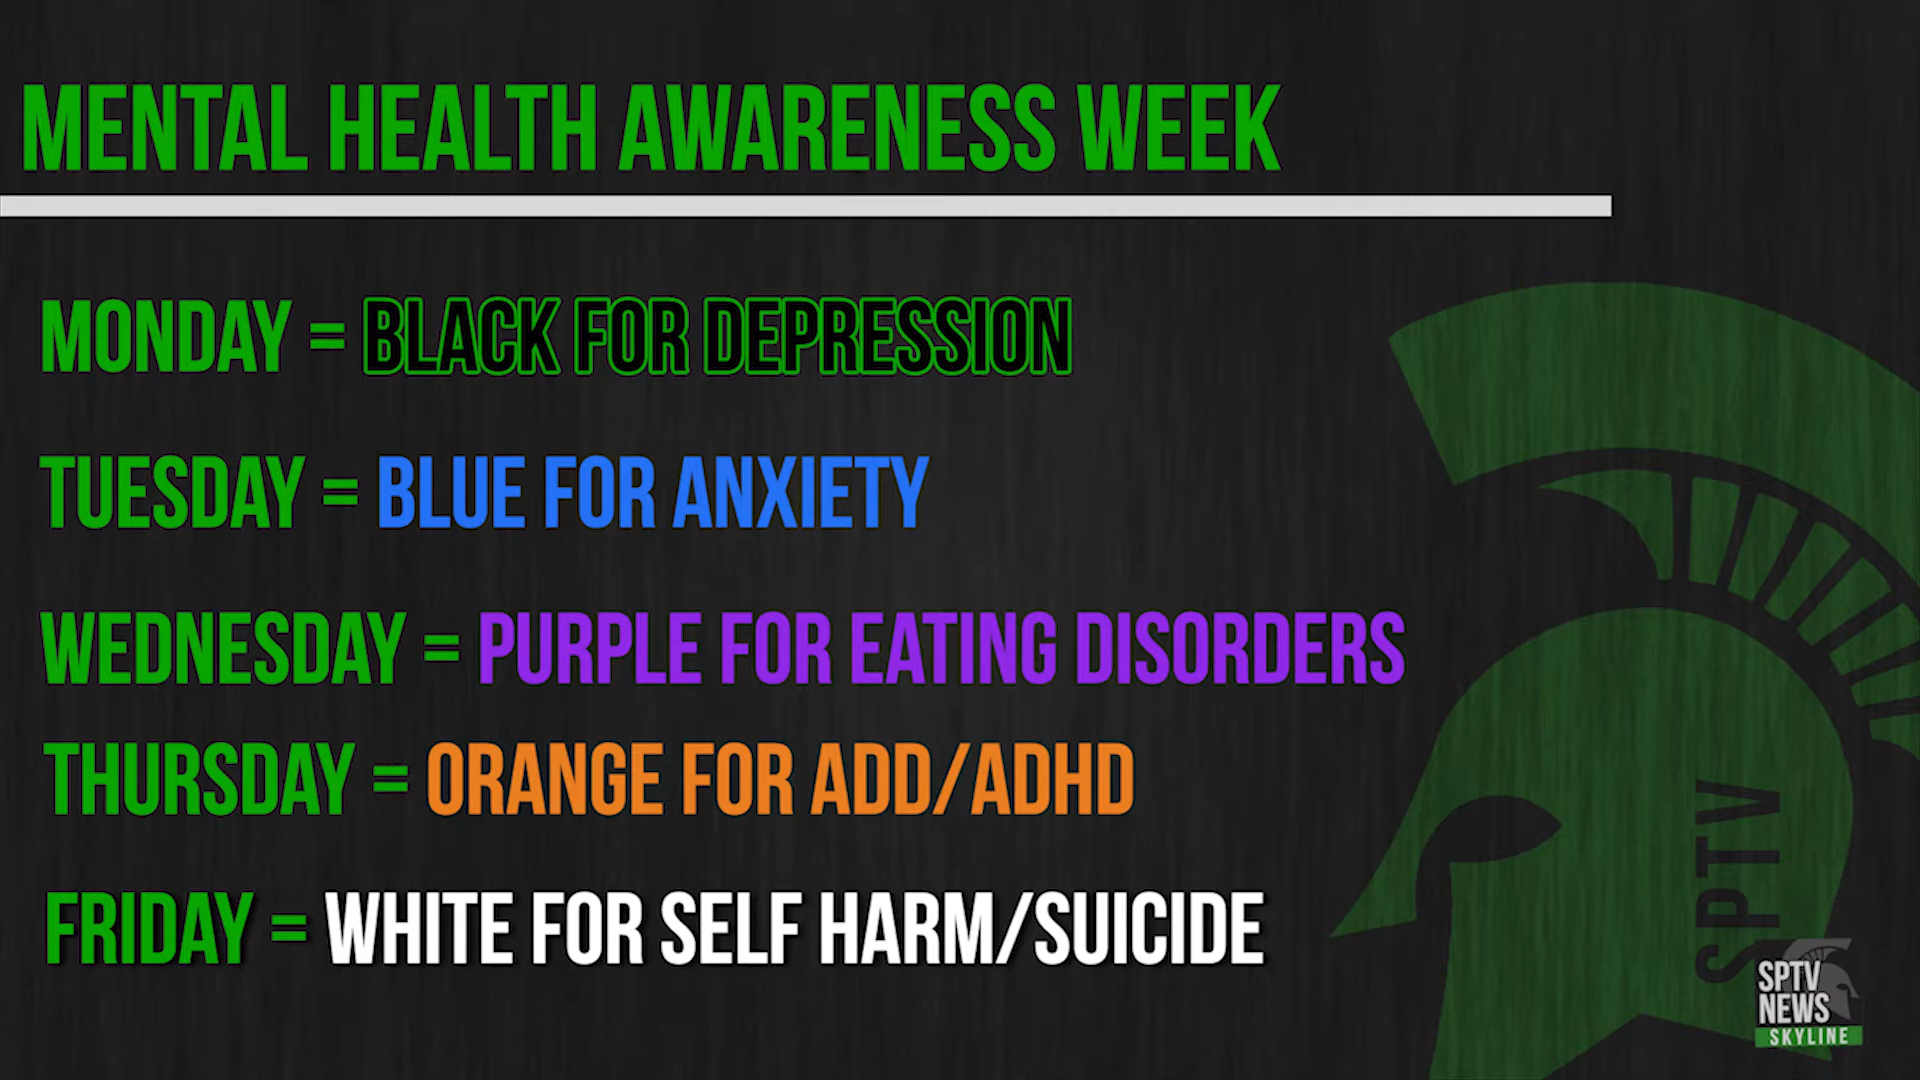 MENTAL HEALTH AWARENESS WEEK
MONDAY = BLACK FOR DEPRESSION
TUESDAY = BLUE FOR ANXIETY
WEDNESDAY = PURPLE FOR EATING DISORDERS
THURSDAY = ORANGE FOR ADD/ADHD
FRIDAY = WHITE FOR SELF HARM/SUICIDE
SPTV
SPTV
NEWS
SKYLINE